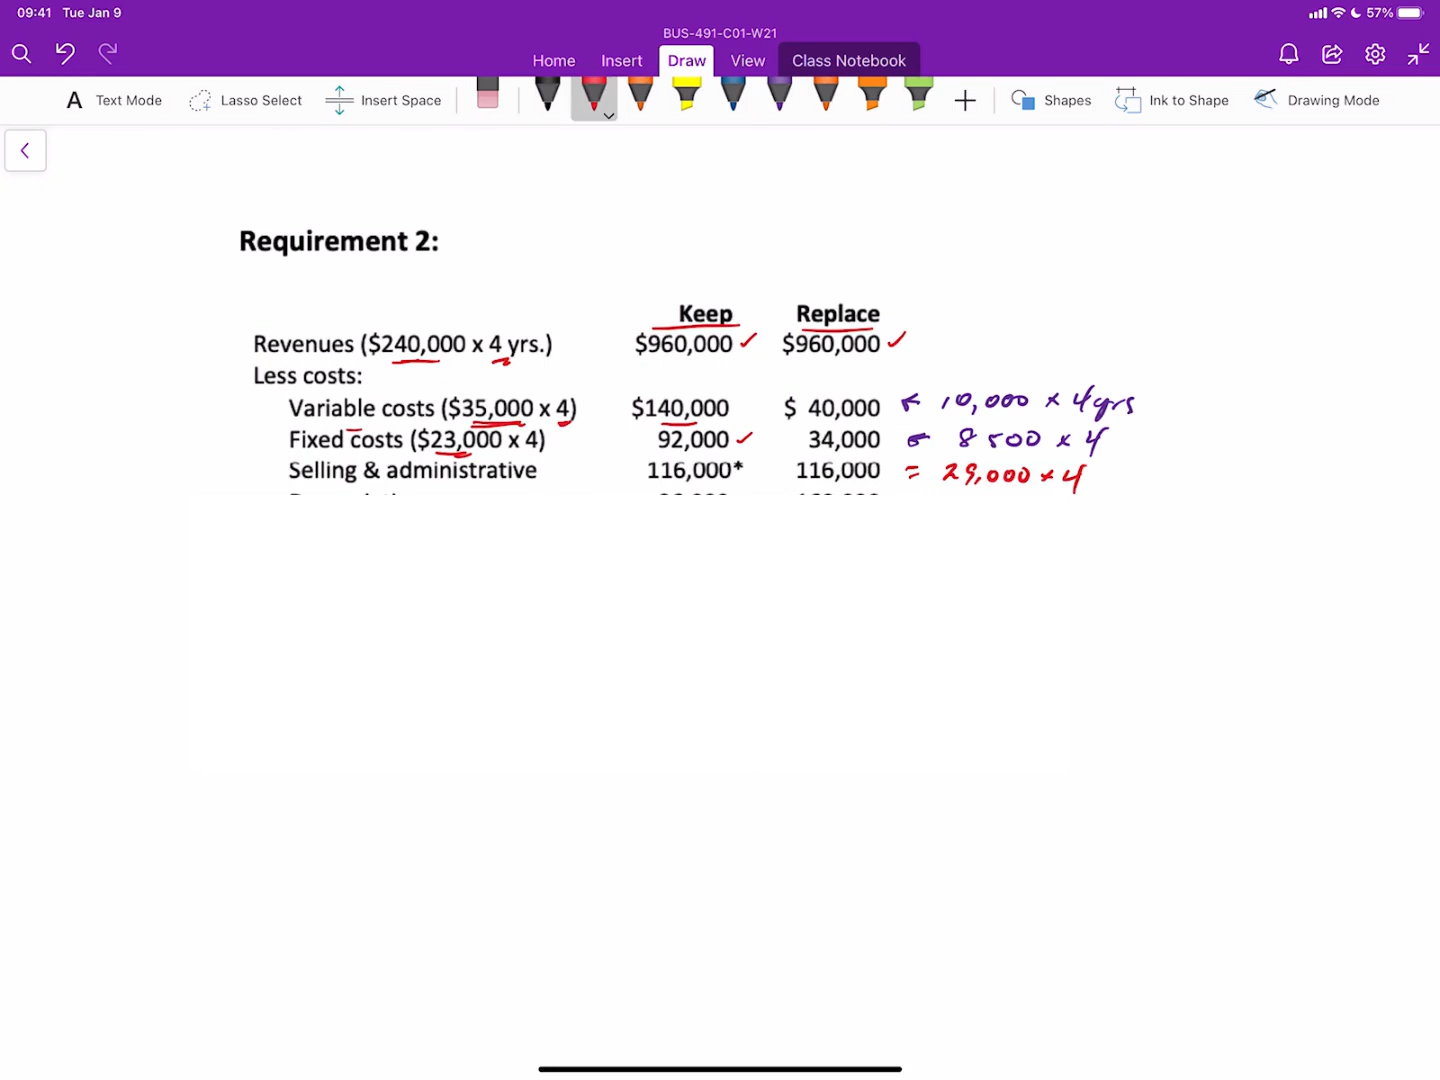 09:41 Tue Jan 9
57%
BUS-491-C01-W21
Home Insert Draw View Class Notebook
A Text Mode Lasso Select Insert Space Shapes Ink to Shape Drawing Mode
Requirement 2:
Keep Replace
Revenues ($240,000 x 4 yrs.) $960,000 ✓ $960,000 ✓
Less costs:
Variable costs ($35,000 x 4) $140,000 $ 40,000 ← 10,000 × 4yrs
Fixed costs ($23,000 x 4) 92,000 ✓ 34,000 ← 8500 × 4
Selling & administrative 116,000* 116,000 = 29,000 × 4